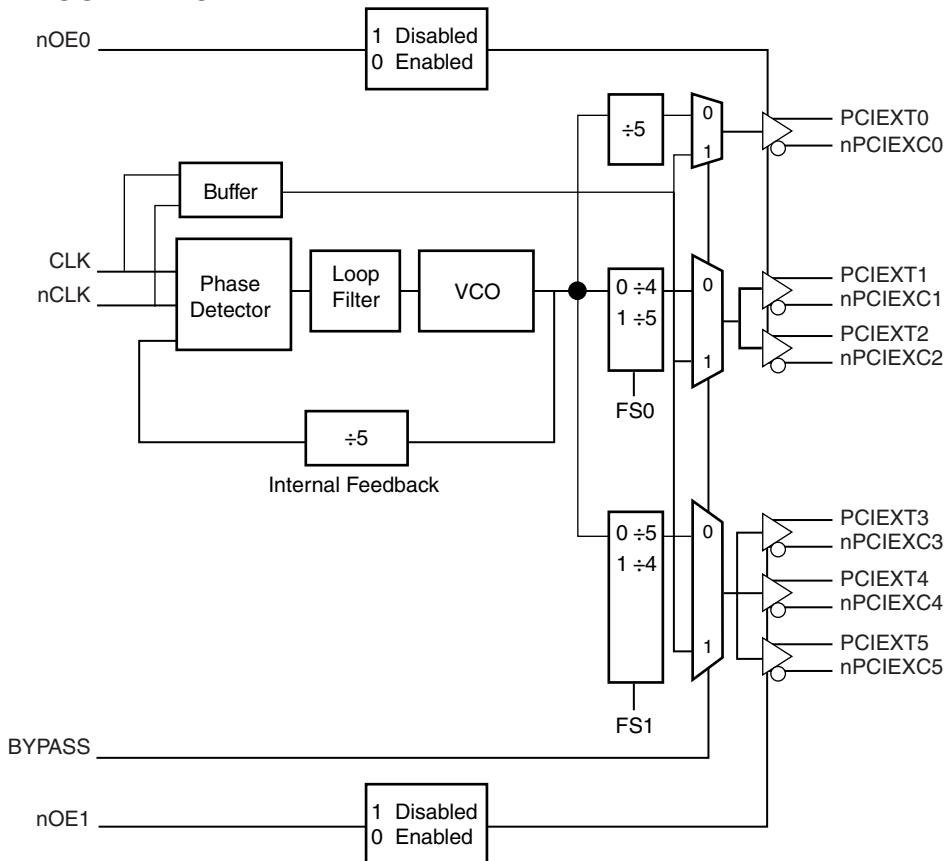 nOE0
1 Disabled
0 Enabled
÷5
0
1
PCIEXT0
nPCIEXC0
Buffer
CLK
nCLK
Phase
Detector
Loop
Filter
VCO
0 ÷4
1 ÷5
FS0
0
1
PCIEXT1
nPCIEXC1
PCIEXT2
nPCIEXC2
÷5
Internal Feedback
0 ÷5
1 ÷4
FS1
0
1
PCIEXT3
nPCIEXC3
PCIEXT4
nPCIEXC4
PCIEXT5
nPCIEXC5
BYPASS
nOE1
1 Disabled
0 Enabled